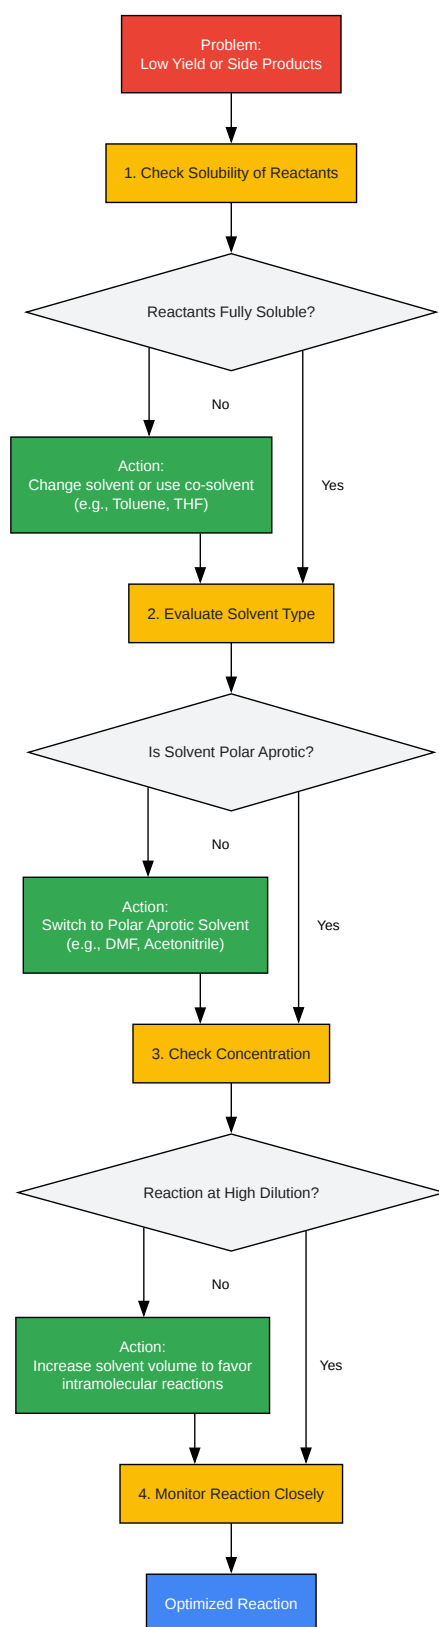 Problem:
Low Yield or Side Products
1. Check Solubility of Reactants
Reactants Fully Soluble?
No
Action:
Change solvent or use co-solvent
(e.g., Toluene, THF)
Yes
2. Evaluate Solvent Type
Is Solvent Polar Aprotic?
No
Action:
Switch to Polar Aprotic Solvent
(e.g., DMF, Acetonitrile)
Yes
3. Check Concentration
Reaction at High Dilution?
No
Action:
Increase solvent volume to favor
intramolecular reactions
Yes
4. Monitor Reaction Closely
Optimized Reaction